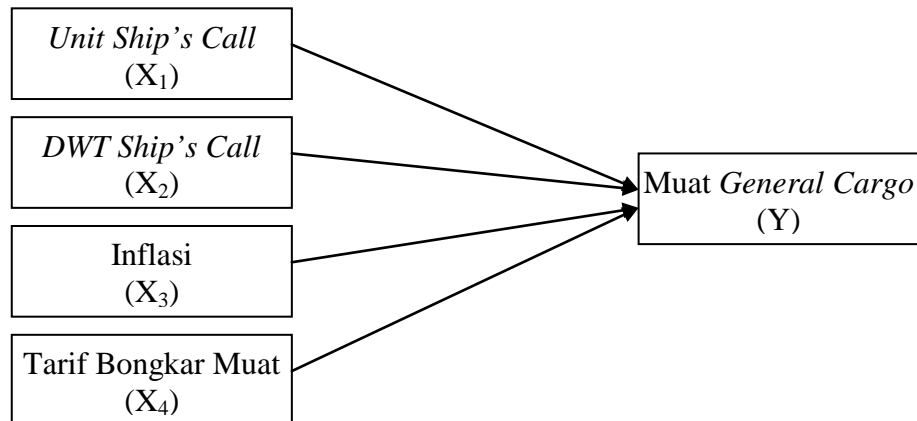 Unit Ship's Call
(X₁)
DWT Ship's Call
(X₂)
Inflasi
(X₃)
Tarif Bongkar Muat
(X₄)
Muat General Cargo
(Y)